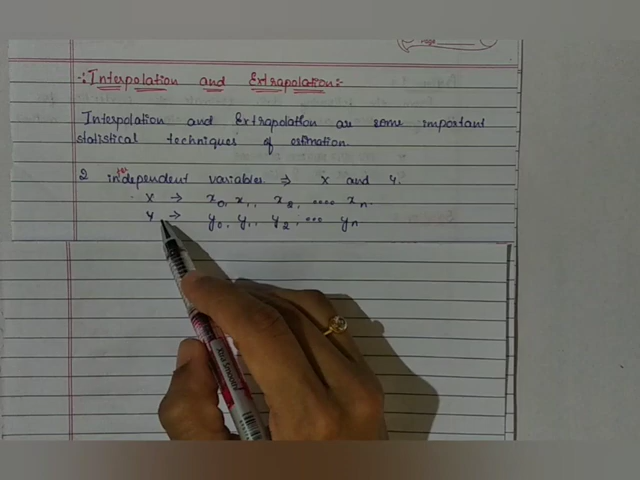 :Interpolation and Extrapolation:-
Interpolation and Extrapolation are some important
statistical techniques of estimation.
2 interdependent variables ⇒ X and Y.
X → x₀, x₁, x₂, .... xₙ
Y → y₀, y₁, y₂, ... yₙ